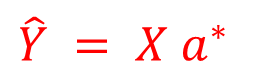 Ŷ = X a*